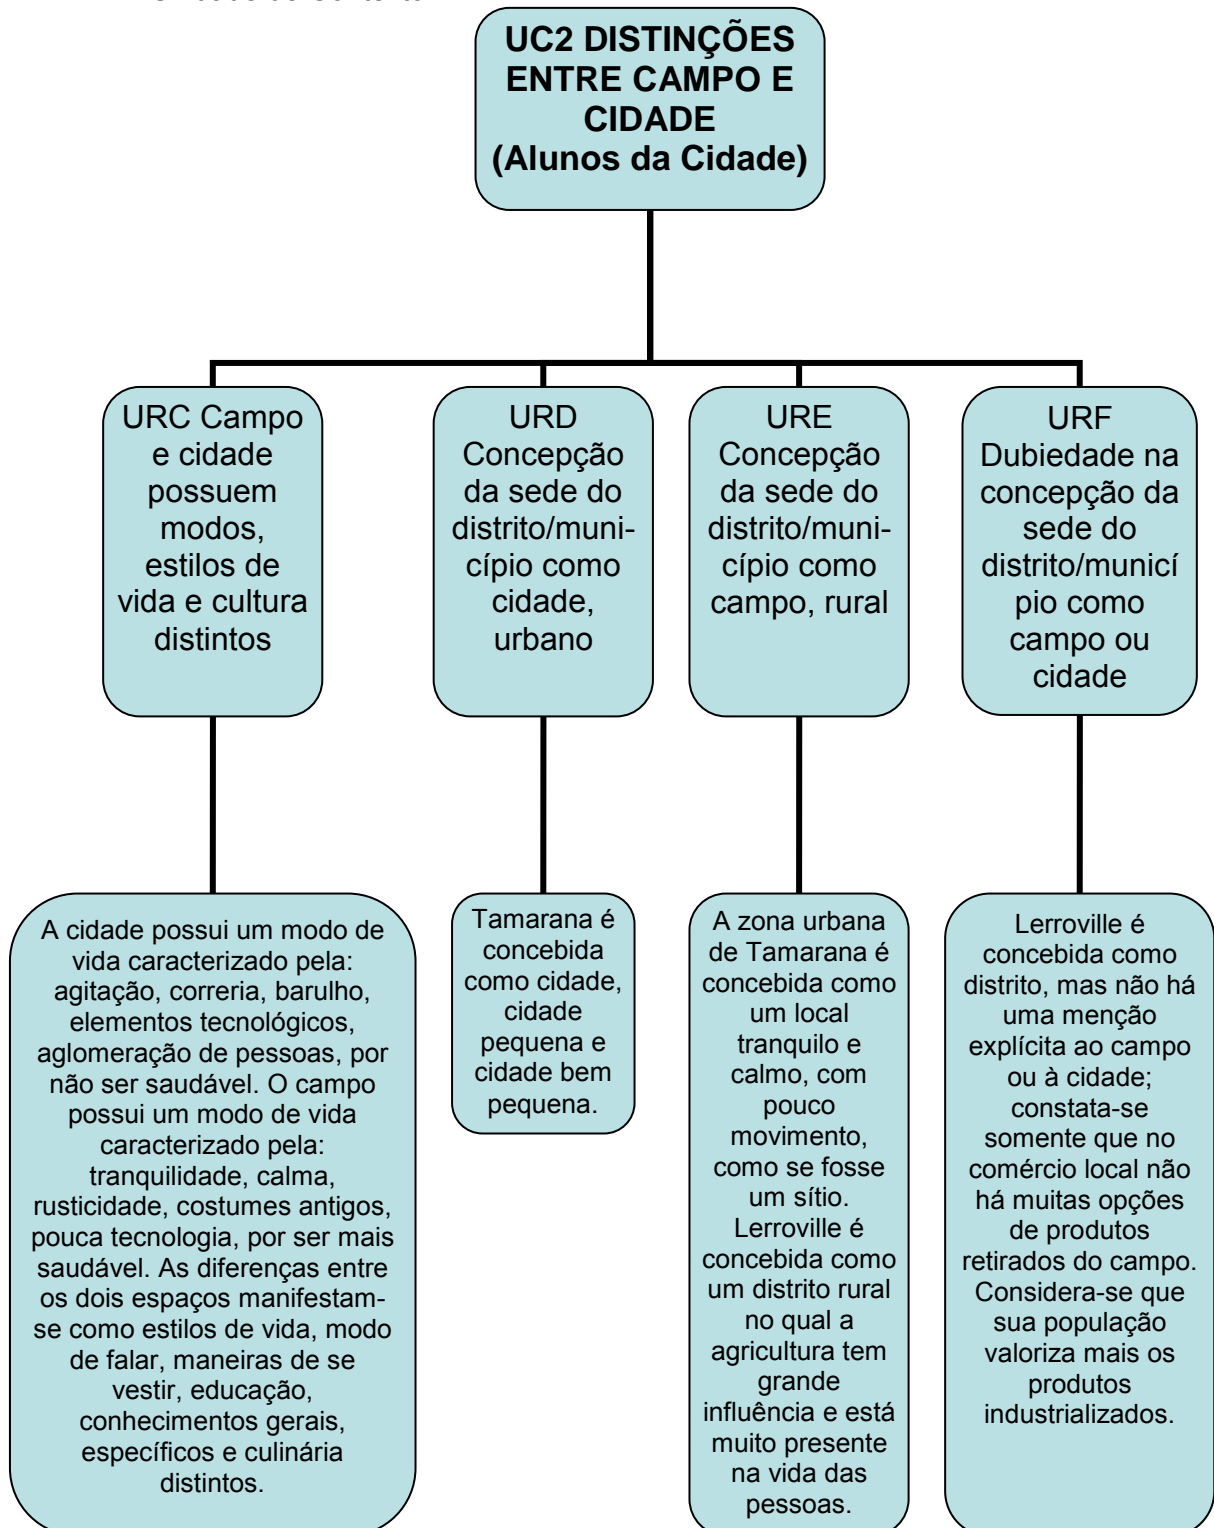 UC2 DISTINÇÕES
ENTRE CAMPO E
CIDADE
(Alunos da Cidade)
URC Campo
e cidade
possuem
modos,
estilos de
vida e cultura
distintos
URD
Concepção
da sede do
distrito/muni-
cípio como
cidade,
urbano
URE
Concepção
da sede do
distrito/muni-
cípio como
campo, rural
URF
Dubiedade na
concepção da
sede do
distrito/municí
pio como
campo ou
cidade
A cidade possui um modo de
vida caracterizado pela:
agitação, correria, barulho,
elementos tecnológicos,
aglomeração de pessoas, por
não ser saudável. O campo
possui um modo de vida
caracterizado pela:
tranquilidade, calma,
rusticidade, costumes antigos,
pouca tecnologia, por ser mais
saudável. As diferenças entre
os dois espaços manifestam-
se como estilos de vida, modo
de falar, maneiras de se
vestir, educação,
conhecimentos gerais,
específicos e culinária
distintos.
Tamarana é
concebida
como cidade,
cidade
pequena e
cidade bem
pequena.
A zona urbana
de Tamarana é
concebida como
um local
tranquilo e
calmo, com
pouco
movimento,
como se fosse
um sítio.
Lerroville é
concebida como
um distrito rural
no qual a
agricultura tem
grande
influência e está
muito presente
na vida das
pessoas.
Lerroville é
concebida como
distrito, mas não há
uma menção
explícita ao campo
ou à cidade;
constata-se
somente que no
comércio local não
há muitas opções
de produtos
retirados do campo.
Considera-se que
sua população
valoriza mais os
produtos
industrializados.